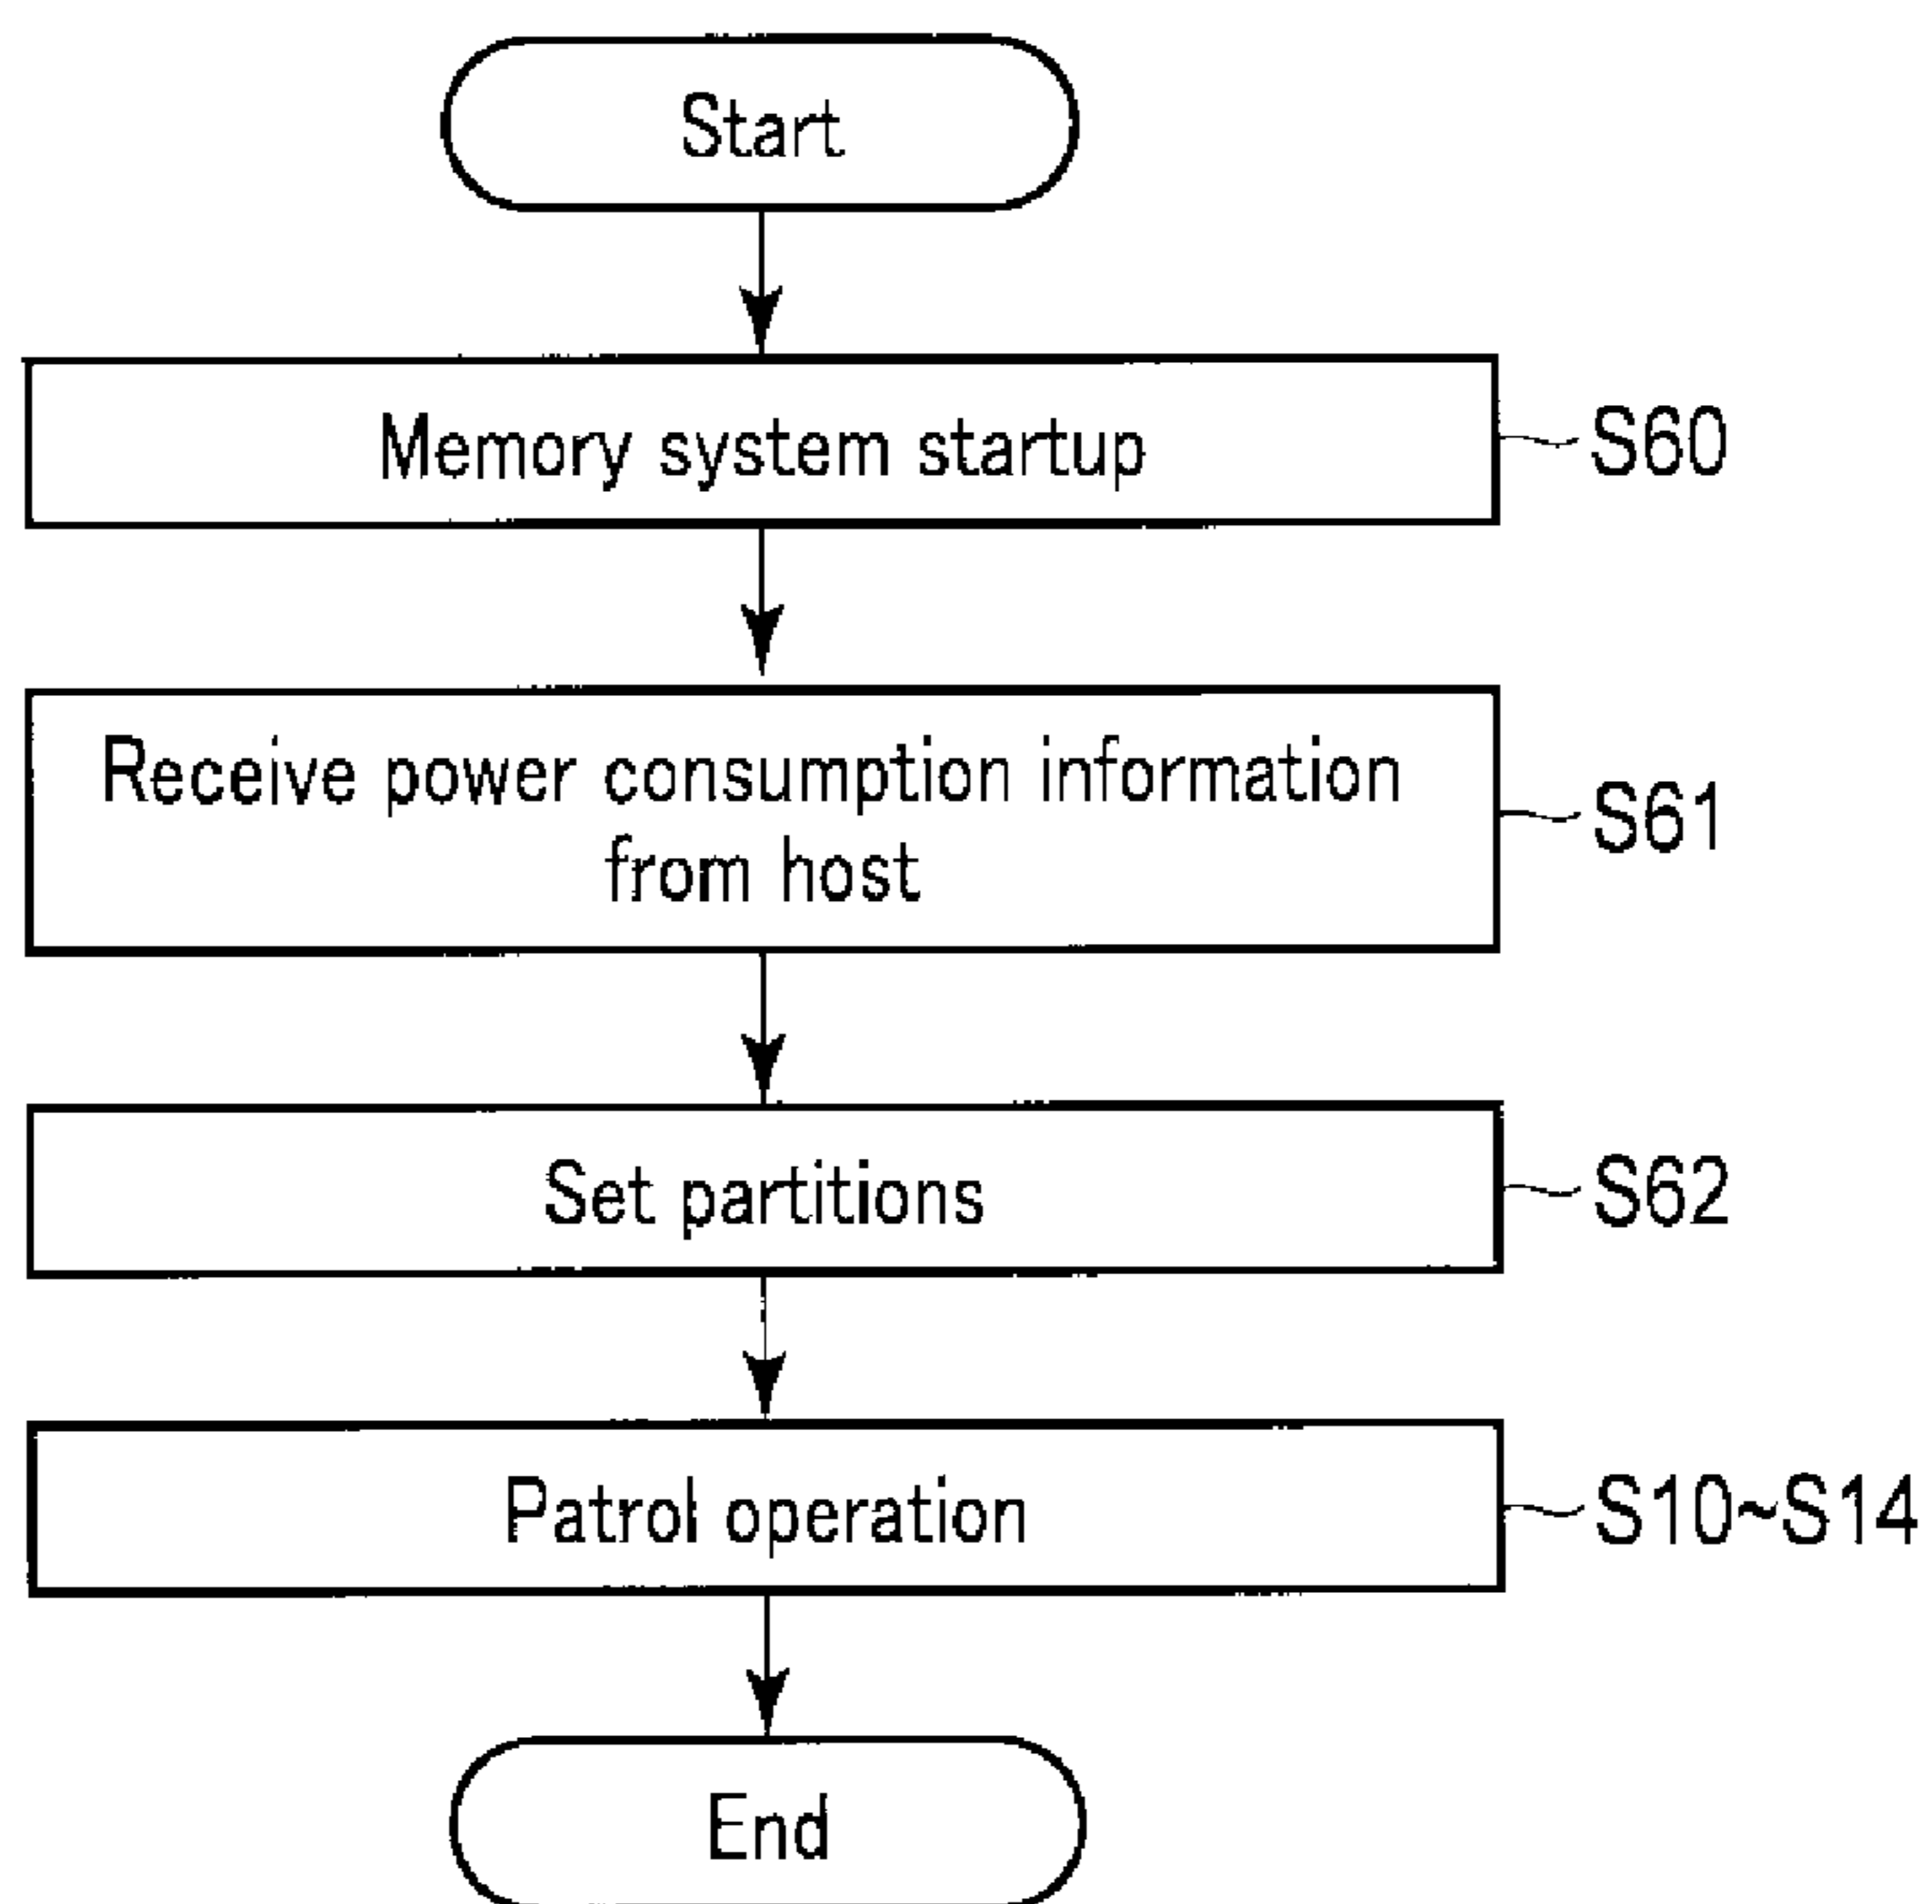 Start
Memory system startup
S60
Receive power consumption information
from host
S61
Set partitions
S62
Patrol operation
S10~S14
End